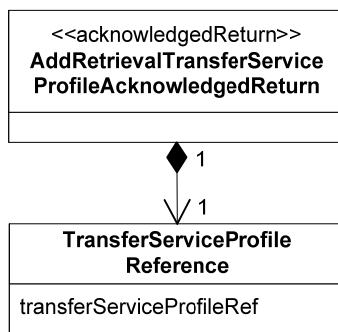 <<acknowledgedReturn>>
AddRetrievalTransferService
ProfileAcknowledgedReturn
1
1
TransferServiceProfile
Reference
transferServiceProfileRef